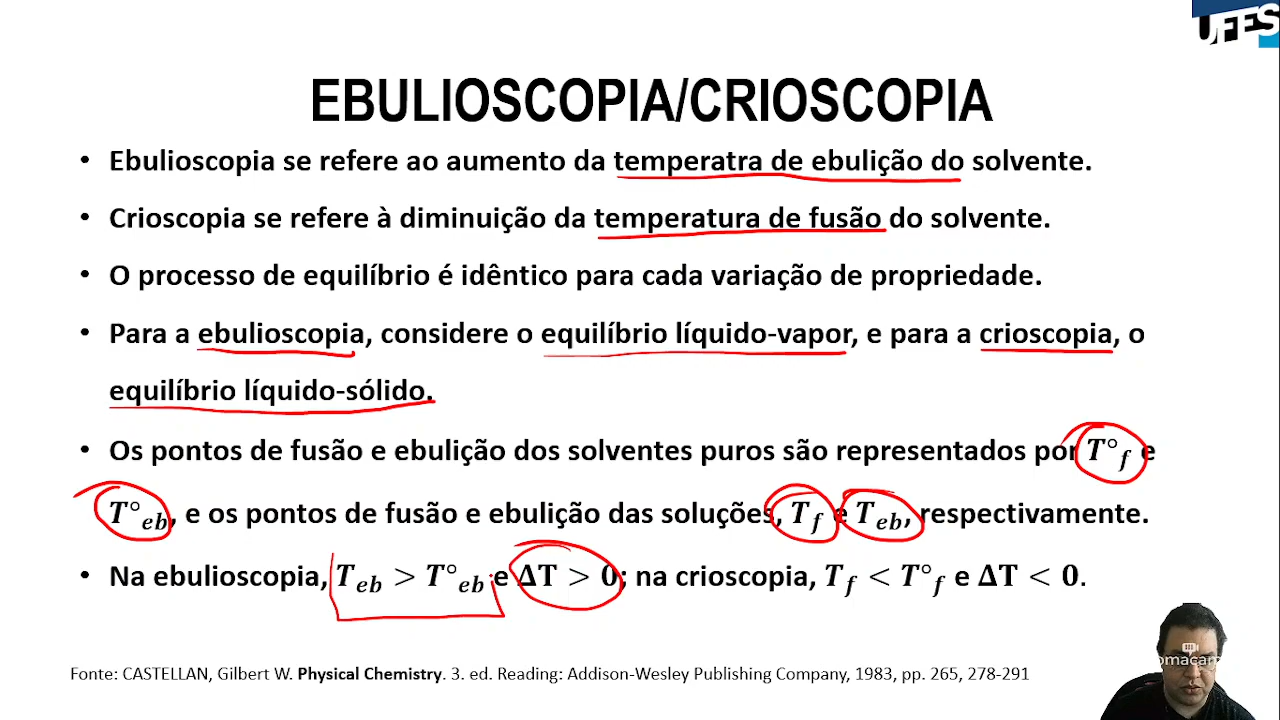 UFES
EBULIOSCOPIA/CRIOSCOPIA
• Ebulioscopia se refere ao aumento da temperatra de ebulição do solvente.
• Crioscopia se refere à diminuição da temperatura de fusão do solvente.
• O processo de equilíbrio é idêntico para cada variação de propriedade.
• Para a ebulioscopia, considere o equilíbrio líquido-vapor, e para a crioscopia, o
equilíbrio líquido-sólido.
• Os pontos de fusão e ebulição dos solventes puros são representados por T°f e
T°eb, e os pontos de fusão e ebulição das soluções, Tf e Teb, respectivamente.
• Na ebulioscopia, Teb > T°eb e ΔT > 0; na crioscopia, Tf < T°f e ΔT < 0.
Fonte: CASTELLAN, Gilbert W. Physical Chemistry. 3. ed. Reading: Addison-Wesley Publishing Company, 1983, pp. 265, 278-291